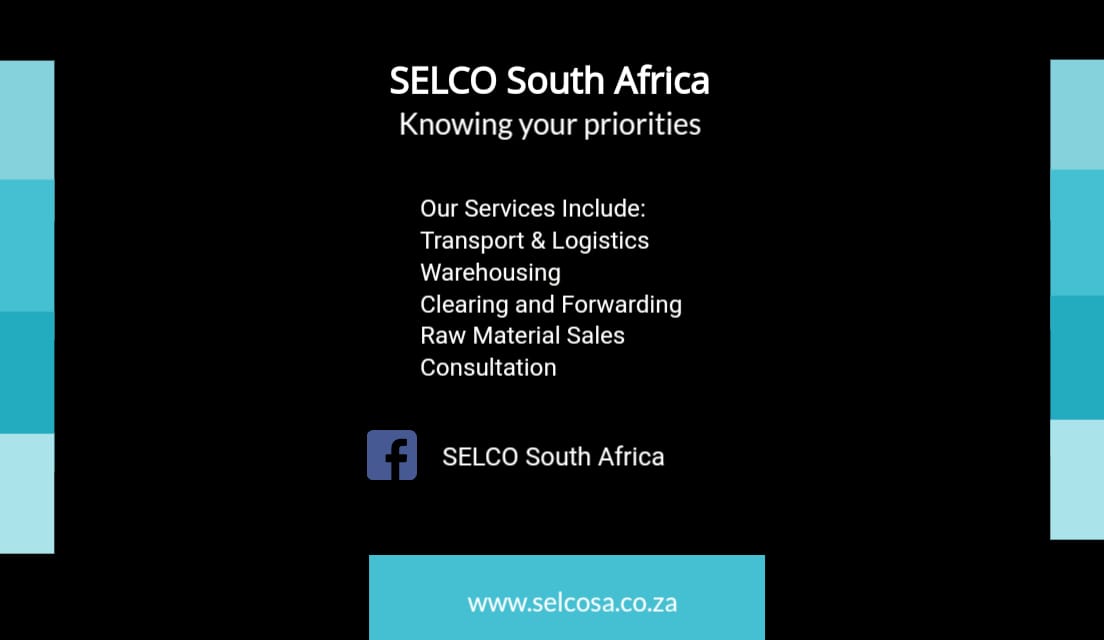 SELCO South Africa
Knowing your priorities
Our Services Include:
Transport & Logistics
Warehousing
Clearing and Forwarding
Raw Material Sales
Consultation
SELCO South Africa
www.selcosa.co.za